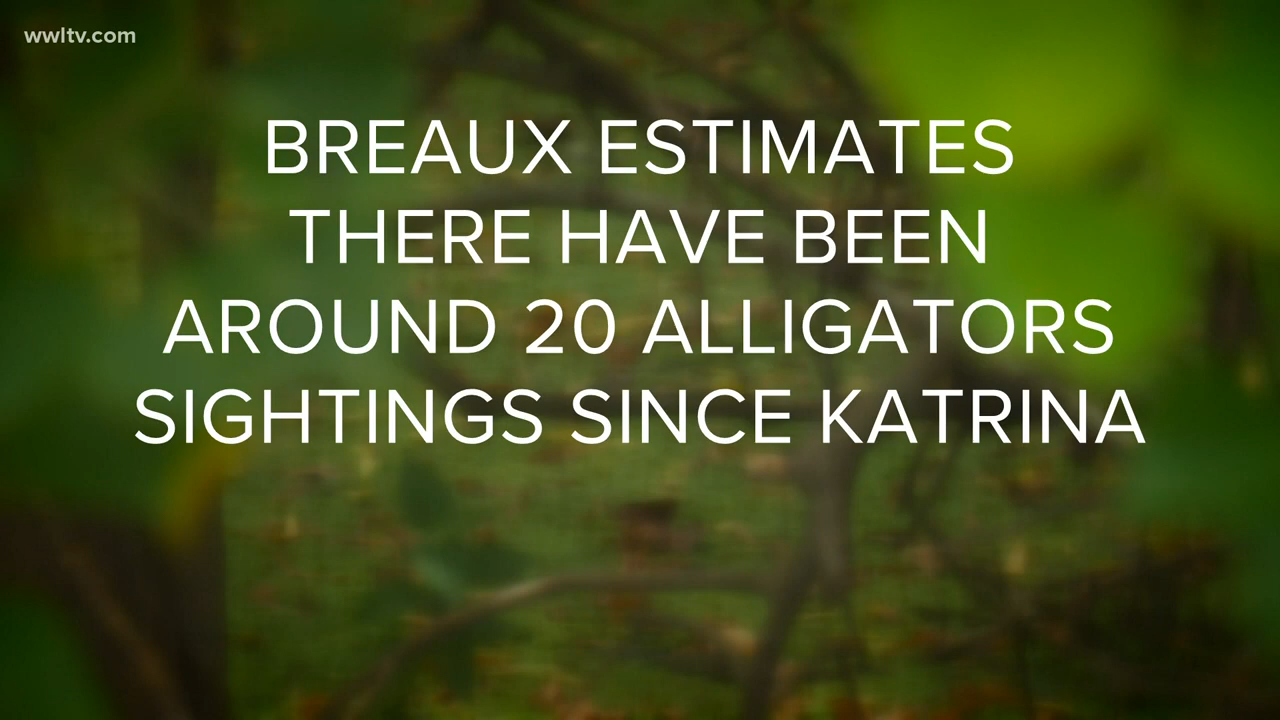 wwltv.com
BREAUX ESTIMATES
THERE HAVE BEEN
AROUND 20 ALLIGATORS
SIGHTINGS SINCE KATRINA